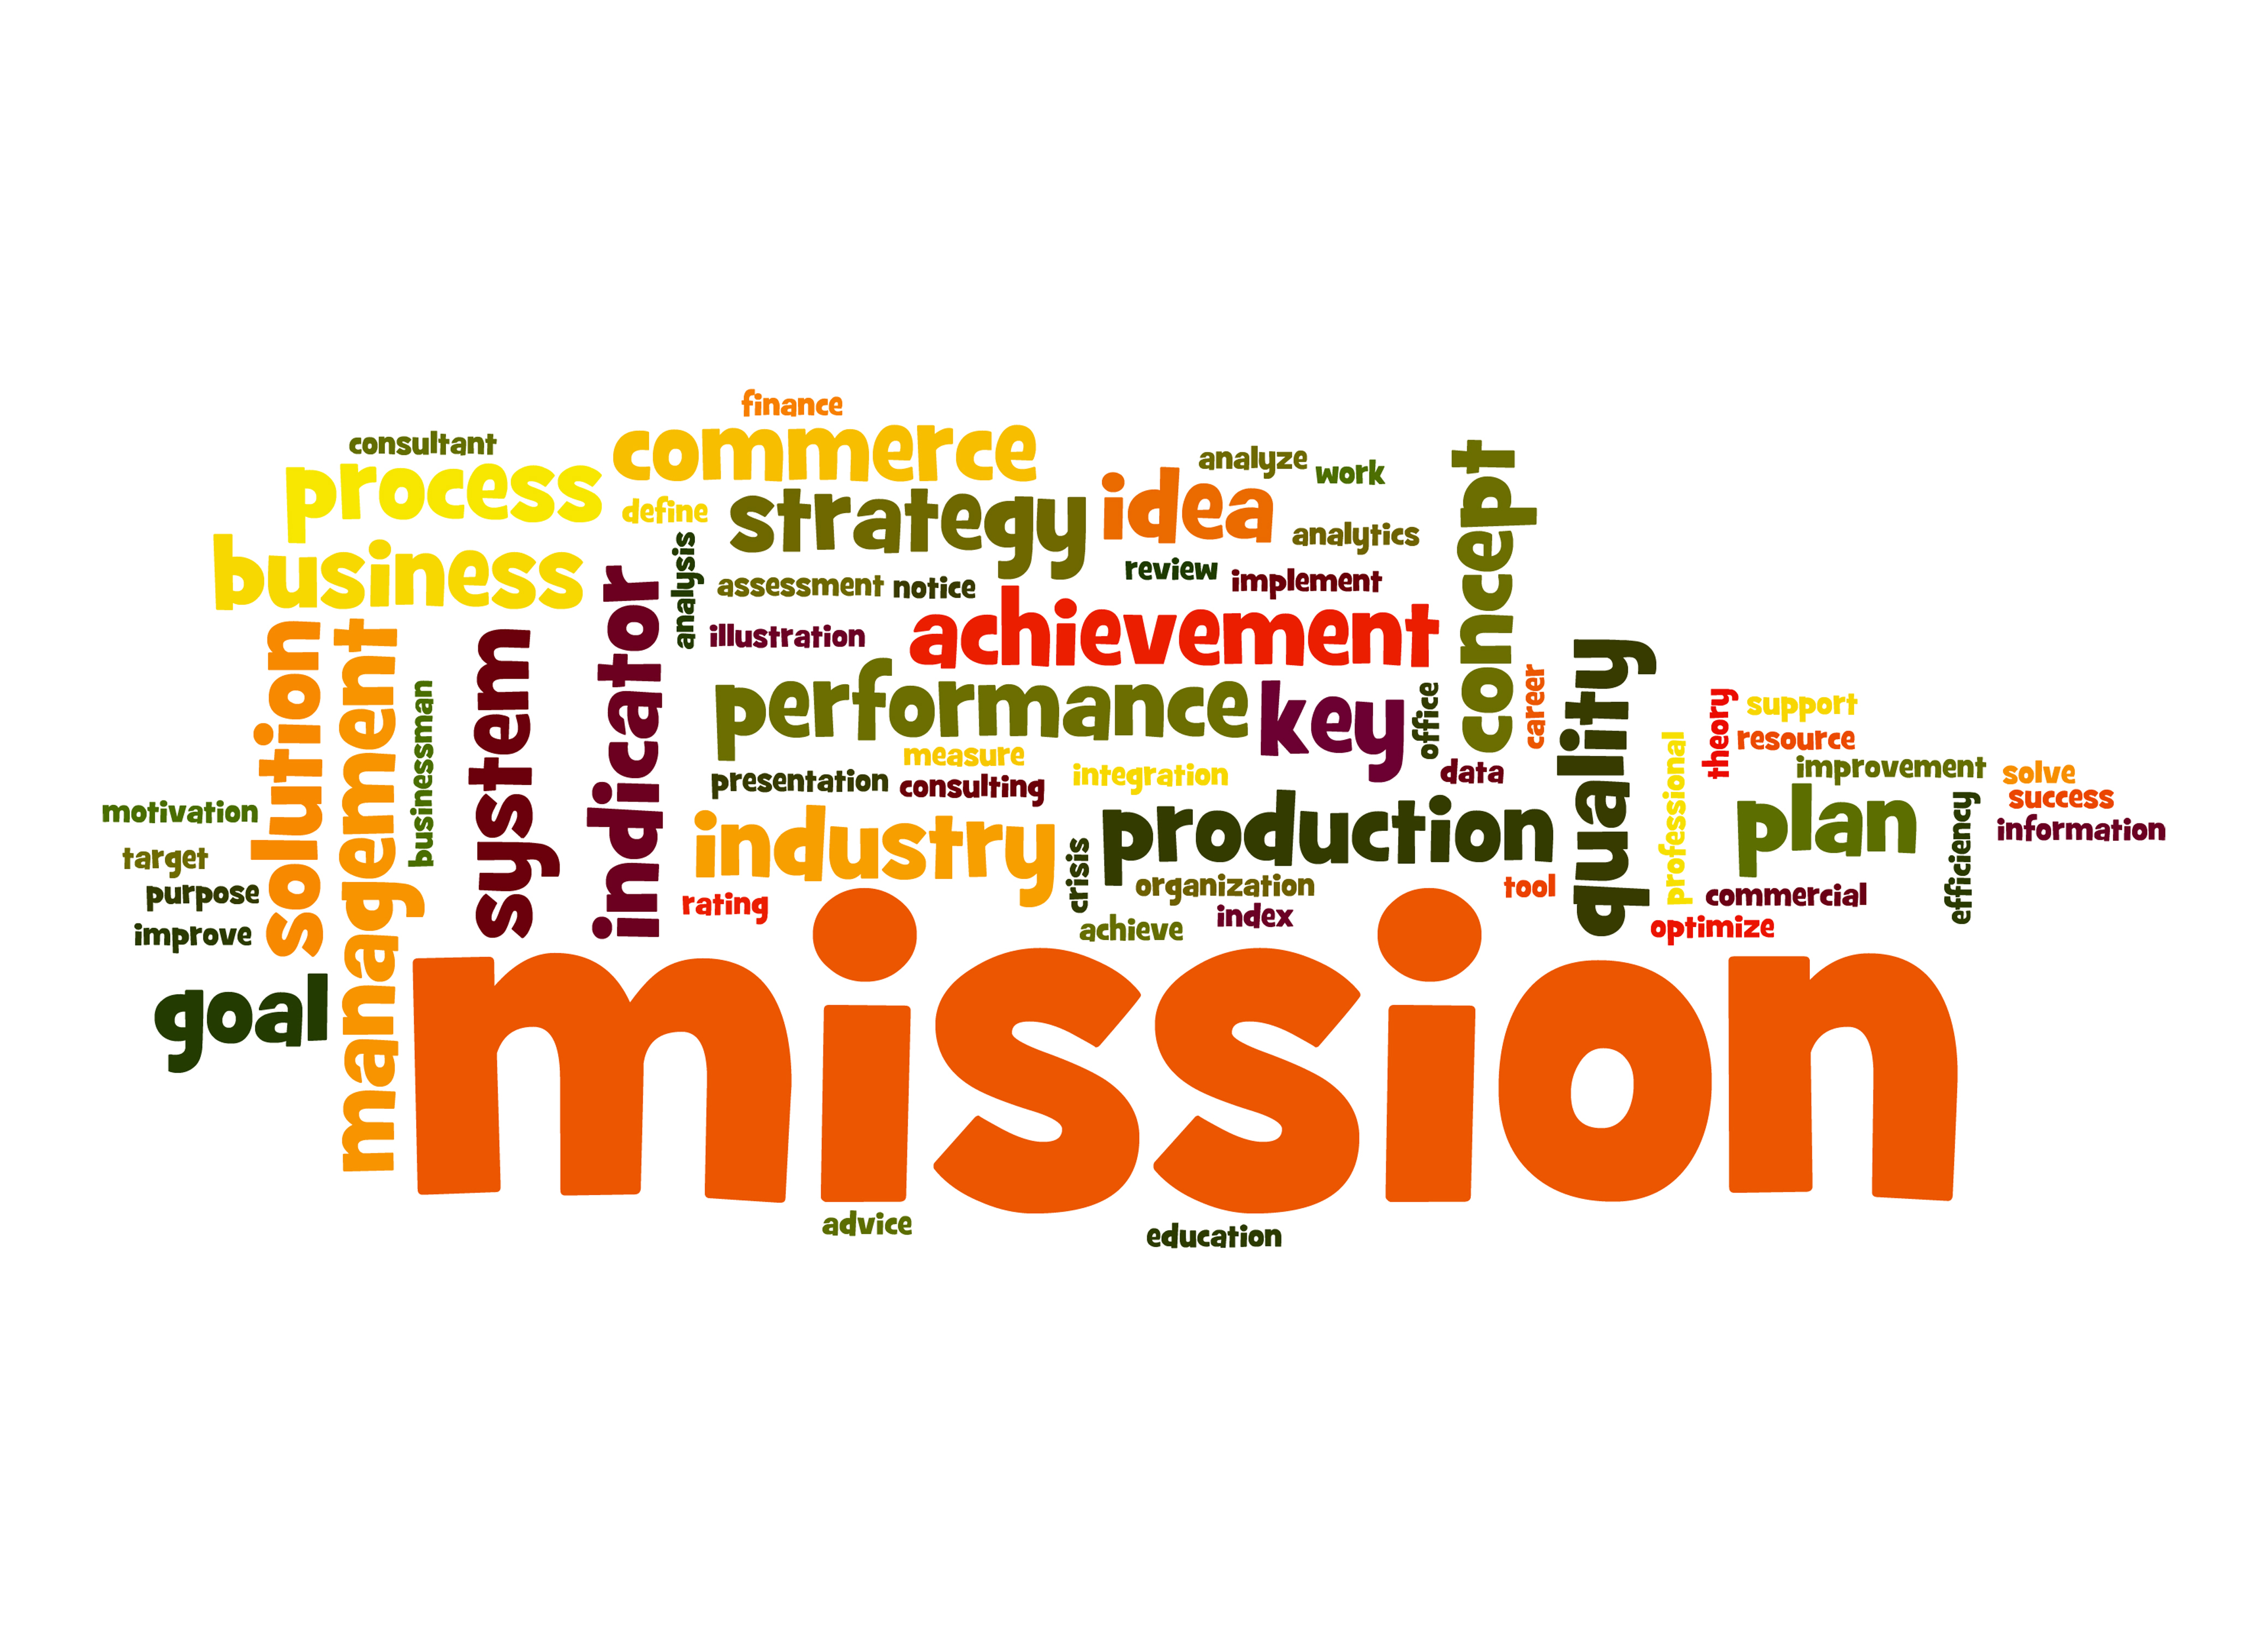 finance
consultant
commerce
process
analyze
work
concept
define
strategy
idea
analytics
business
analysis
assessment
notice
review
implement
indicator
illustration
achievement
solution
management
system
businessman
performance
key
office
career
quality
theory
support
resource
measure
presentation
consulting
integration
data
professional
improvement
solve
success
information
motivation
target
purpose
improve
industry
crisis
production
plan
efficiency
rating
organization
tool
commercial
index
achieve
optimize
goal
mission
advice
education